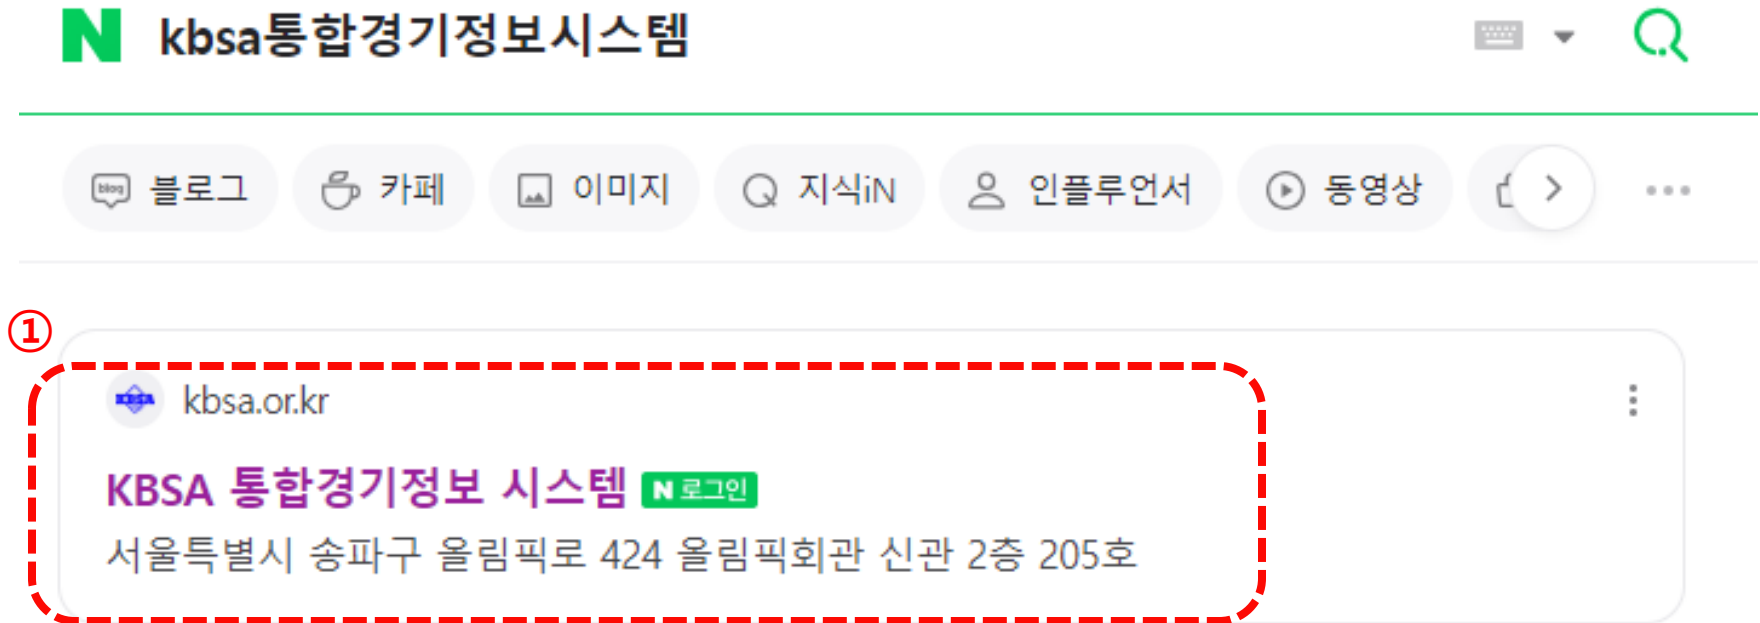 N kbsa통합경기정보시스템
blog 블로그 카페 이미지 지식iN 인플루언서 동영상
①
KBSA kbsa.or.kr
KBSA 통합경기정보 시스템 N 로그인
서울특별시 송파구 올림픽로 424 올림픽회관 신관 2층 205호